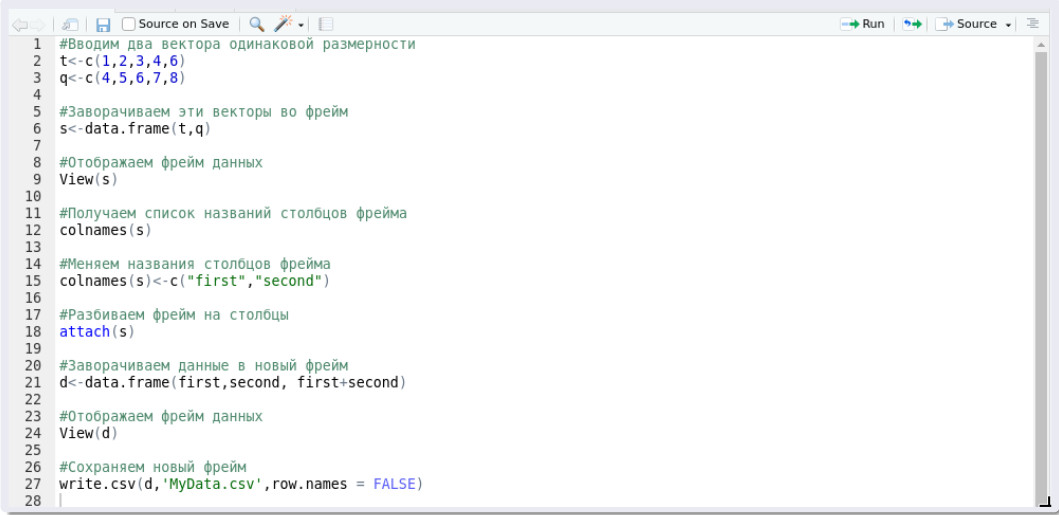 Source on Save
Run
Source
1 #Вводим два вектора одинаковой размерности
2 t<-c(1,2,3,4,6)
3 q<-c(4,5,6,7,8)
4
5 #Заворачиваем эти векторы во фрейм
6 s<-data.frame(t,q)
7
8 #Отображаем фрейм данных
9 View(s)
10
11 #Получаем список названий столбцов фрейма
12 colnames(s)
13
14 #Меняем названия столбцов фрейма
15 colnames(s)<-c("first","second")
16
17 #Разбиваем фрейм на столбцы
18 attach(s)
19
20 #Заворачиваем данные в новый фрейм
21 d<-data.frame(first,second, first+second)
22
23 #Отображаем фрейм данных
24 View(d)
25
26 #Сохраняем новый фрейм
27 write.csv(d,'MyData.csv',row.names = FALSE)
28